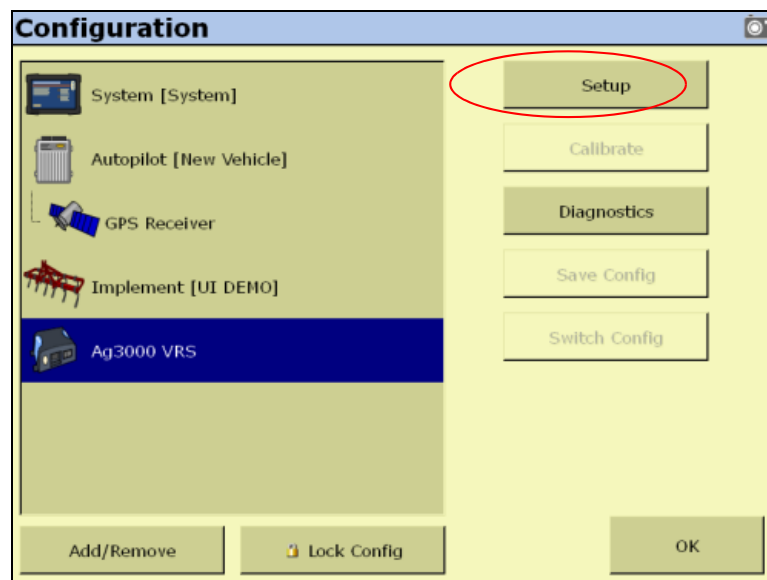 Configuration
System [System]
Autopilot [New Vehicle]
GPS Receiver
Implement [UI DEMO]
Ag3000 VRS
Setup
Calibrate
Diagnostics
Save Config
Switch Config
Add/Remove
Lock Config
OK